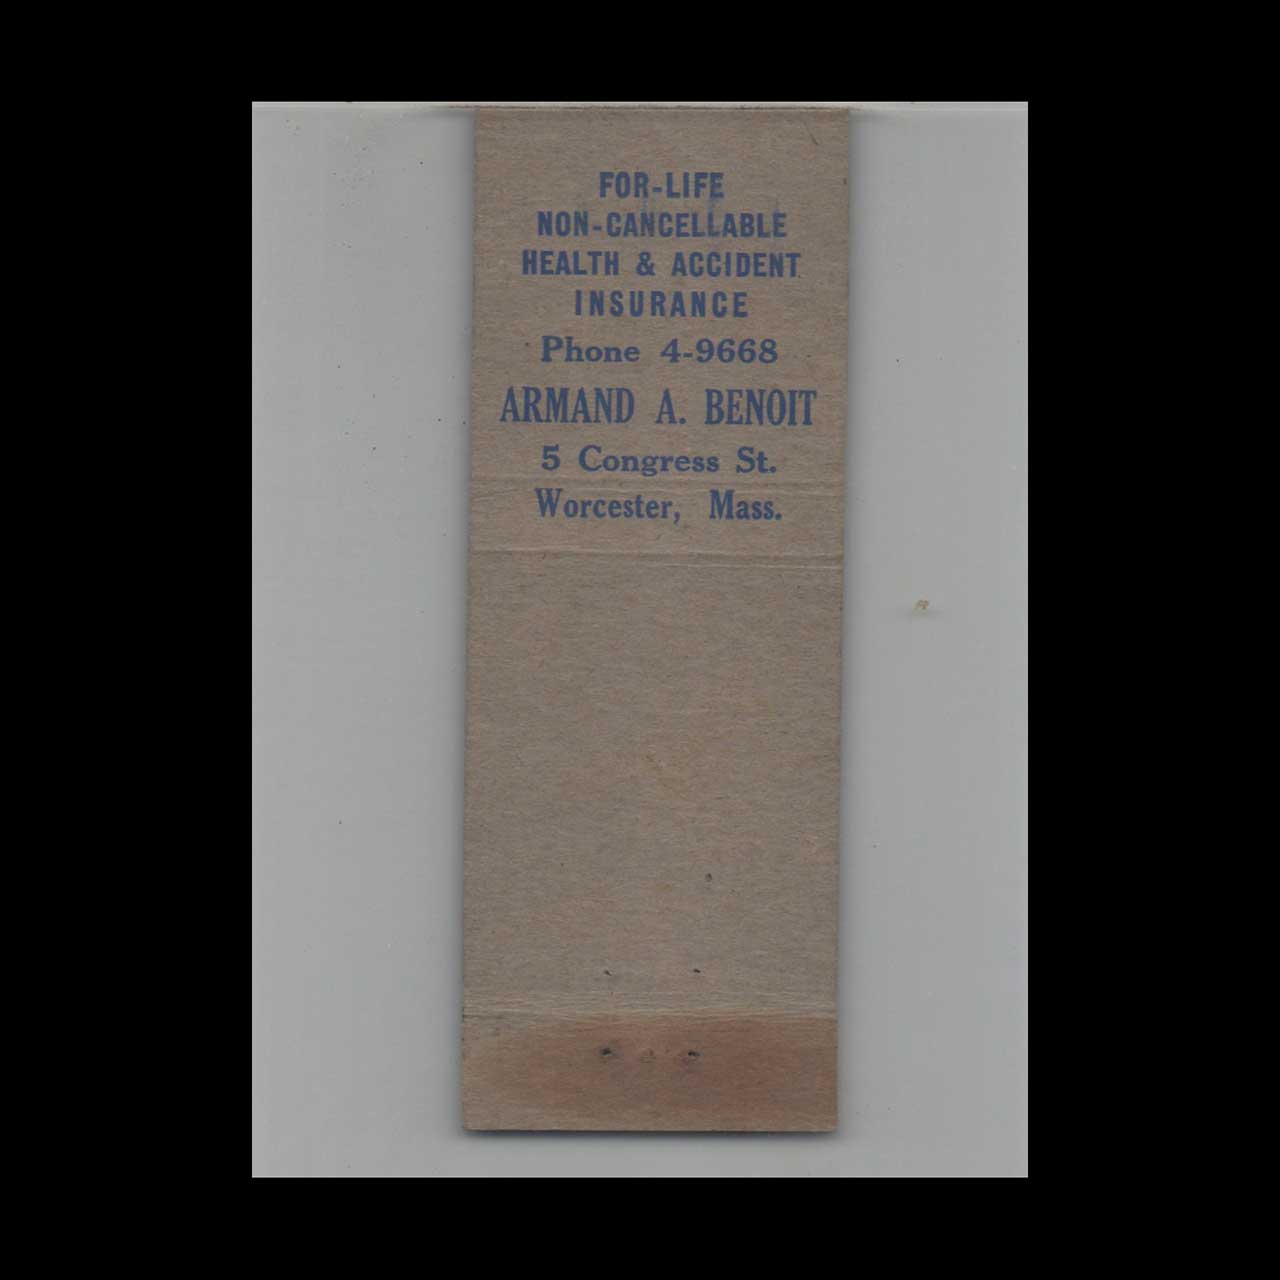 FOR-LIFE
NON-CANCELLABLE
HEALTH & ACCIDENT
INSURANCE
Phone 4-9668
ARMAND A. BENOIT
5 Congress St.
Worcester, Mass.